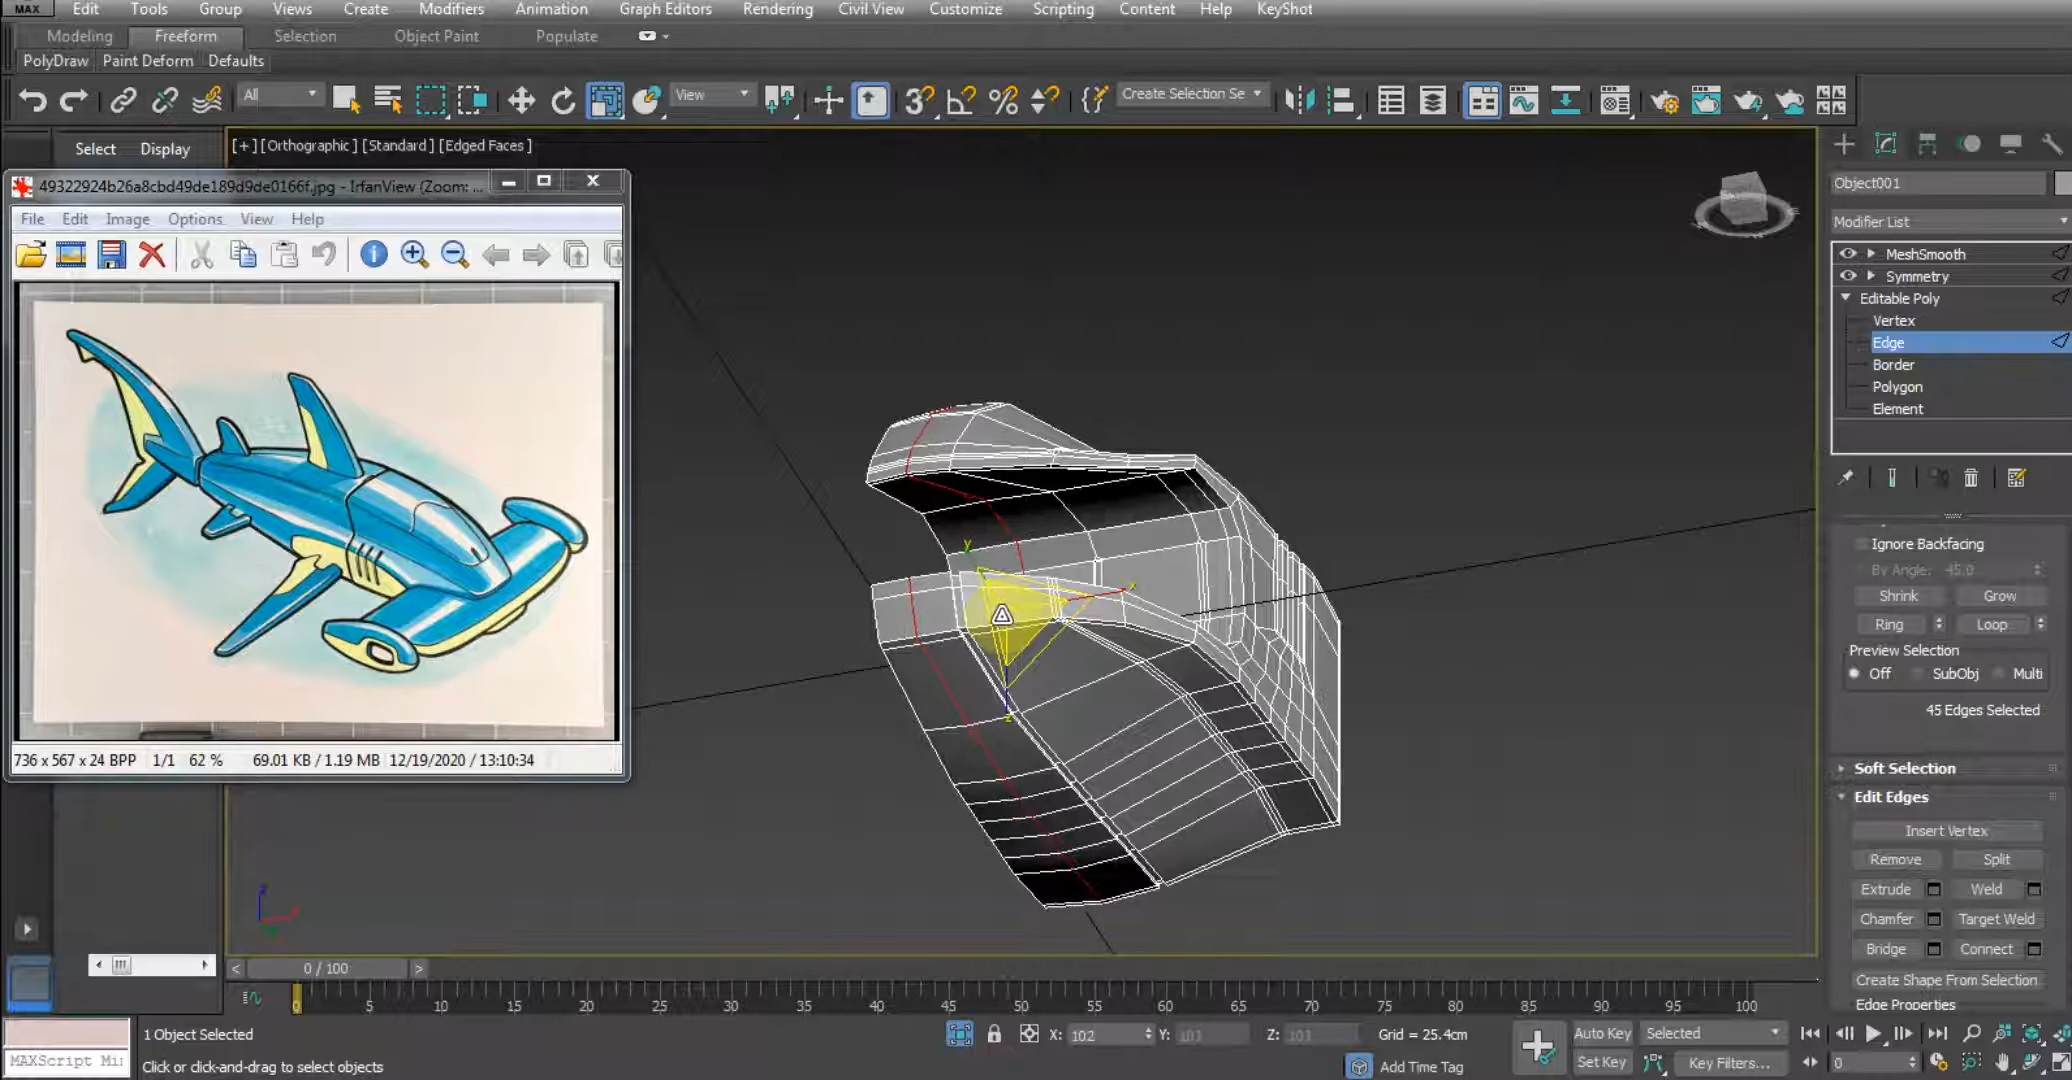 MAX Edit Tools Group Views Create Modifiers Animation Graph Editors Rendering Civil View Customize Scripting Content Help KeyShot
Modeling Freeform Selection Object Paint Populate
PolyDraw Paint Deform Defaults
All View Create Selection Se
Select Display
[+] [Orthographic ] [Standard ] [Edged Faces ]
49322924b26a8cbd49de189d9de0166f.jpg - IrfanView (Zoom: ...
File Edit Image Options View Help
736 x 567 x 24 BPP 1/1 62 % 69.01 KB / 1.19 MB 12/19/2020 / 13:10:34
y
x
z
Object001
Modifier List
MeshSmooth
Symmetry
Editable Poly
Vertex
Edge
Border
Polygon
Element
Ignore Backfacing
By Angle: 45.0
Shrink Grow
Ring Loop
Preview Selection
Off SubObj Multi
45 Edges Selected
Soft Selection
Edit Edges
Insert Vertex
Remove Split
Extrude Weld
Chamfer Target Weld
Bridge Connect
Create Shape From Selection
Edge Properties
< 0 / 100 >
0 5 10 15 20 25 30 35 40 45 50 55 60 65 70 75 80 85 90 95 100
1 Object Selected
X: 102 Y: 101 Z: 101 Grid = 25.4cm
Auto Key Selected
MAXScript Mi
Click or click-and-drag to select objects
Add Time Tag
Set Key Key Filters... 0